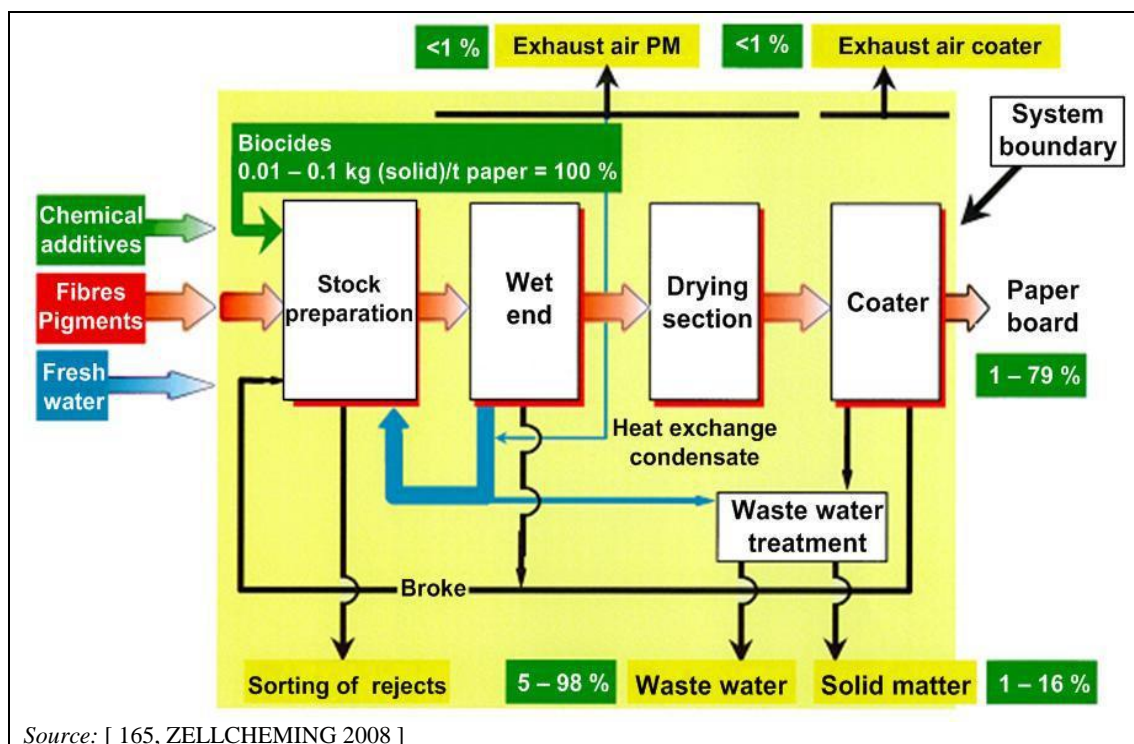 <1 % Exhaust air PM <1 % Exhaust air coater
System
boundary
Biocides
0.01 – 0.1 kg (solid)/t paper = 100 %
Chemical
additives
Fibres
Pigments
Fresh
water
Stock
preparation
Wet
end
Drying
section
Coater
Paper
board
1 – 79 %
Heat exchange
condensate
Waste water
treatment
Broke
Sorting of rejects
5 – 98 % Waste water
Solid matter 1 – 16 %
Source: [ 165, ZELLCHEMING 2008 ]